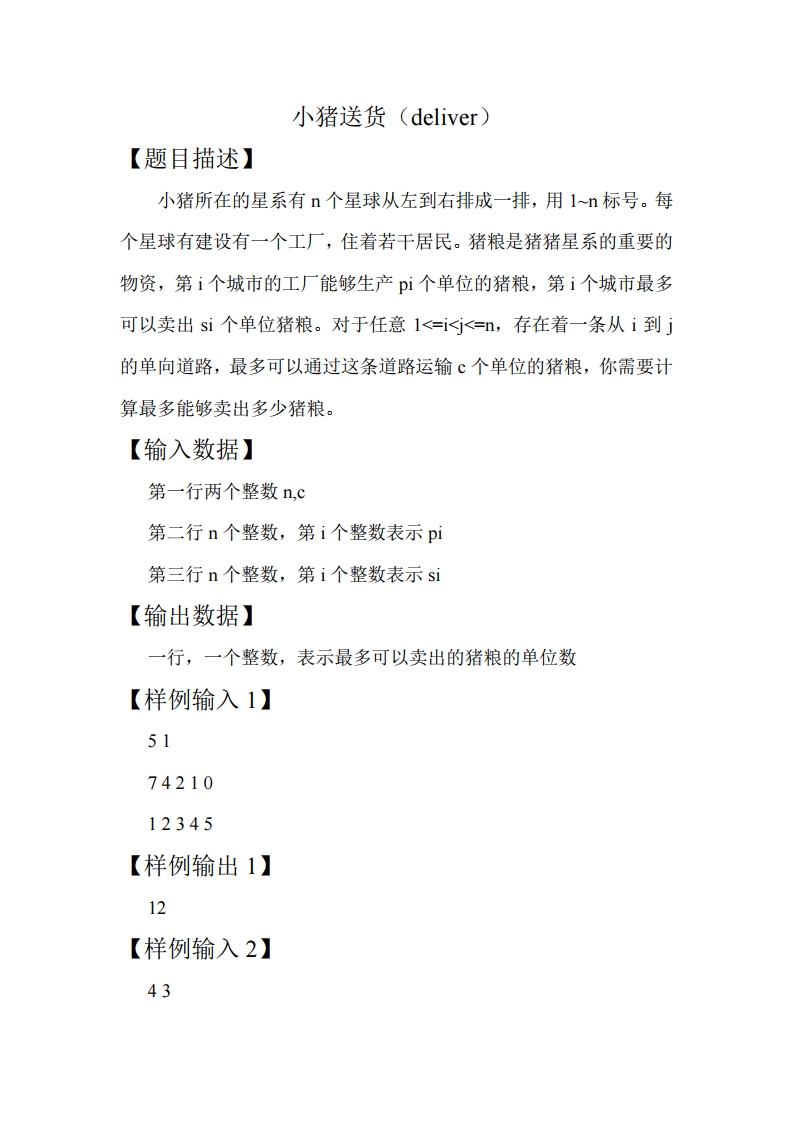 小猪送货（deliver）
【题目描述】
小猪所在的星系有 n 个星球从左到右排成一排，用 1~n 标号。每
个星球有建设有一个工厂，住着若干居民。猪粮是猪猪星系的重要的
物资，第 i 个城市的工厂能够生产 pi 个单位的猪粮，第 i 个城市最多
可以卖出 si 个单位猪粮。对于任意 1<=i<j<=n，存在着一条从 i 到 j
的单向道路，最多可以通过这条道路运输 c 个单位的猪粮，你需要计
算最多能够卖出多少猪粮。
【输入数据】
第一行两个整数 n,c
第二行 n 个整数，第 i 个整数表示 pi
第三行 n 个整数，第 i 个整数表示 si
【输出数据】
一行，一个整数，表示最多可以卖出的猪粮的单位数
【样例输入 1】
5 1
7 4 2 1 0
1 2 3 4 5
【样例输出 1】
12
【样例输入 2】
4 3